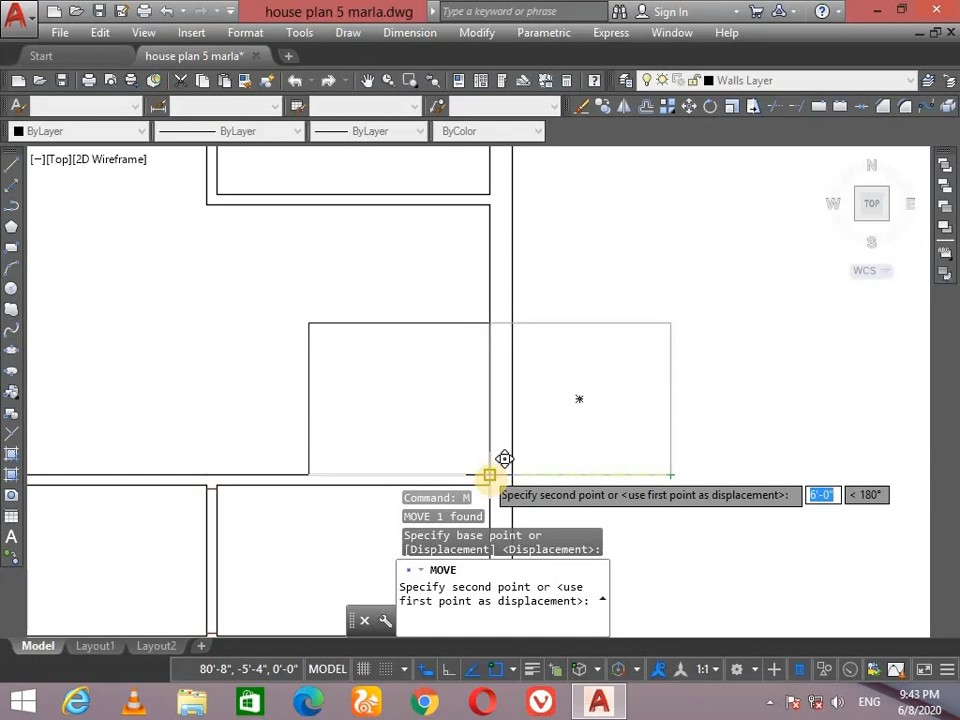 house plan 5 marla.dwg
Type a keyword or phrase
Sign In
File Edit View Insert Format Tools Draw Dimension Modify Parametric Express Window Help
Start
house plan 5 marla*
Walls Layer
ByLayer
ByLayer
ByLayer
ByColor
[−][Top][2D Wireframe]
N
W
TOP
E
S
WCS
Specify second point or <use first point as displacement>:
6'-0"
< 180°
Command: M
MOVE 1 found
Specify base point or
[Displacement] <Displacement>:
MOVE
Specify second point or <use
first point as displacement>:
Model
Layout1
Layout2
80'-8", -5'-4", 0'-0"
MODEL
1:1
ENG
9:43 PM
6/8/2020